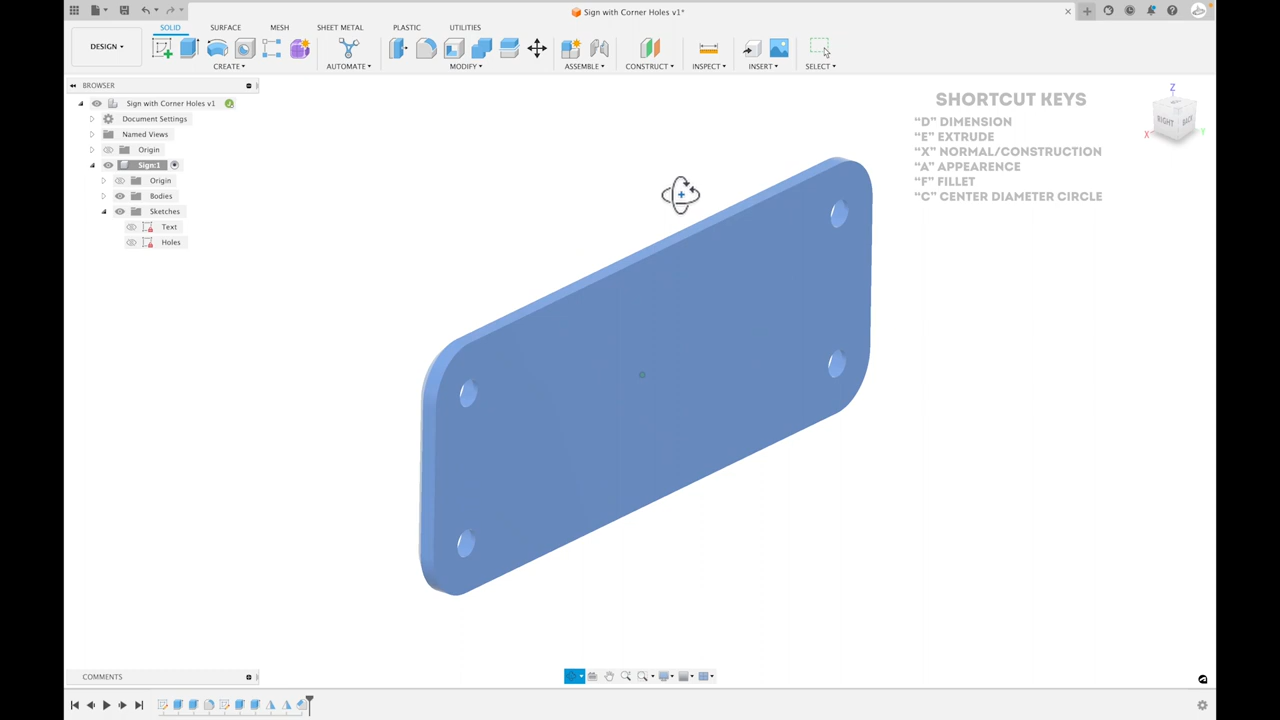 Sign with Corner Holes v1*
DESIGN
SOLID
SURFACE
MESH
SHEET METAL
PLASTIC
UTILITIES
CREATE
AUTOMATE
MODIFY
ASSEMBLE
CONSTRUCT
INSPECT
INSERT
SELECT
BROWSER
Sign with Corner Holes v1
Document Settings
Named Views
Origin
Sign:1
Origin
Bodies
Sketches
Text
Holes
SHORTCUT KEYS
“D” DIMENSION
“E” EXTRUDE
“X” NORMAL/CONSTRUCTION
“A” APPEARENCE
“F” FILLET
“C” CENTER DIAMETER CIRCLE
Z
RIGHT
BACK
X
Y
COMMENTS